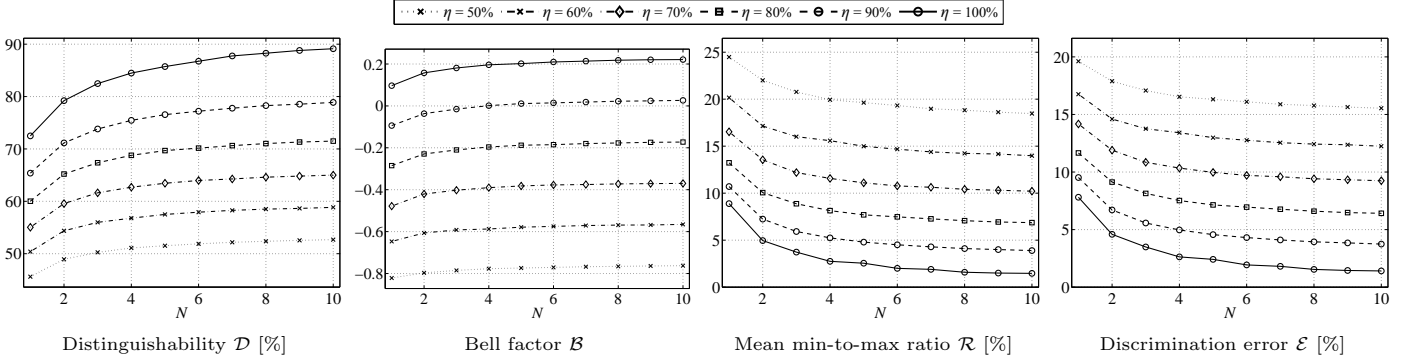 η = 50% η = 60% η = 70% η = 80% η = 90% η = 100%
90
80
70
60
50
2 4 6 8 10
N
Distinguishability 𝒟 [%]
0.2
0
−0.2
−0.4
−0.6
−0.8
2 4 6 8 10
N
Bell factor ℬ
25
20
15
10
5
0
2 4 6 8 10
N
Mean min-to-max ratio ℛ [%]
20
15
10
5
0
2 4 6 8 10
N
Discrimination error ℰ [%]